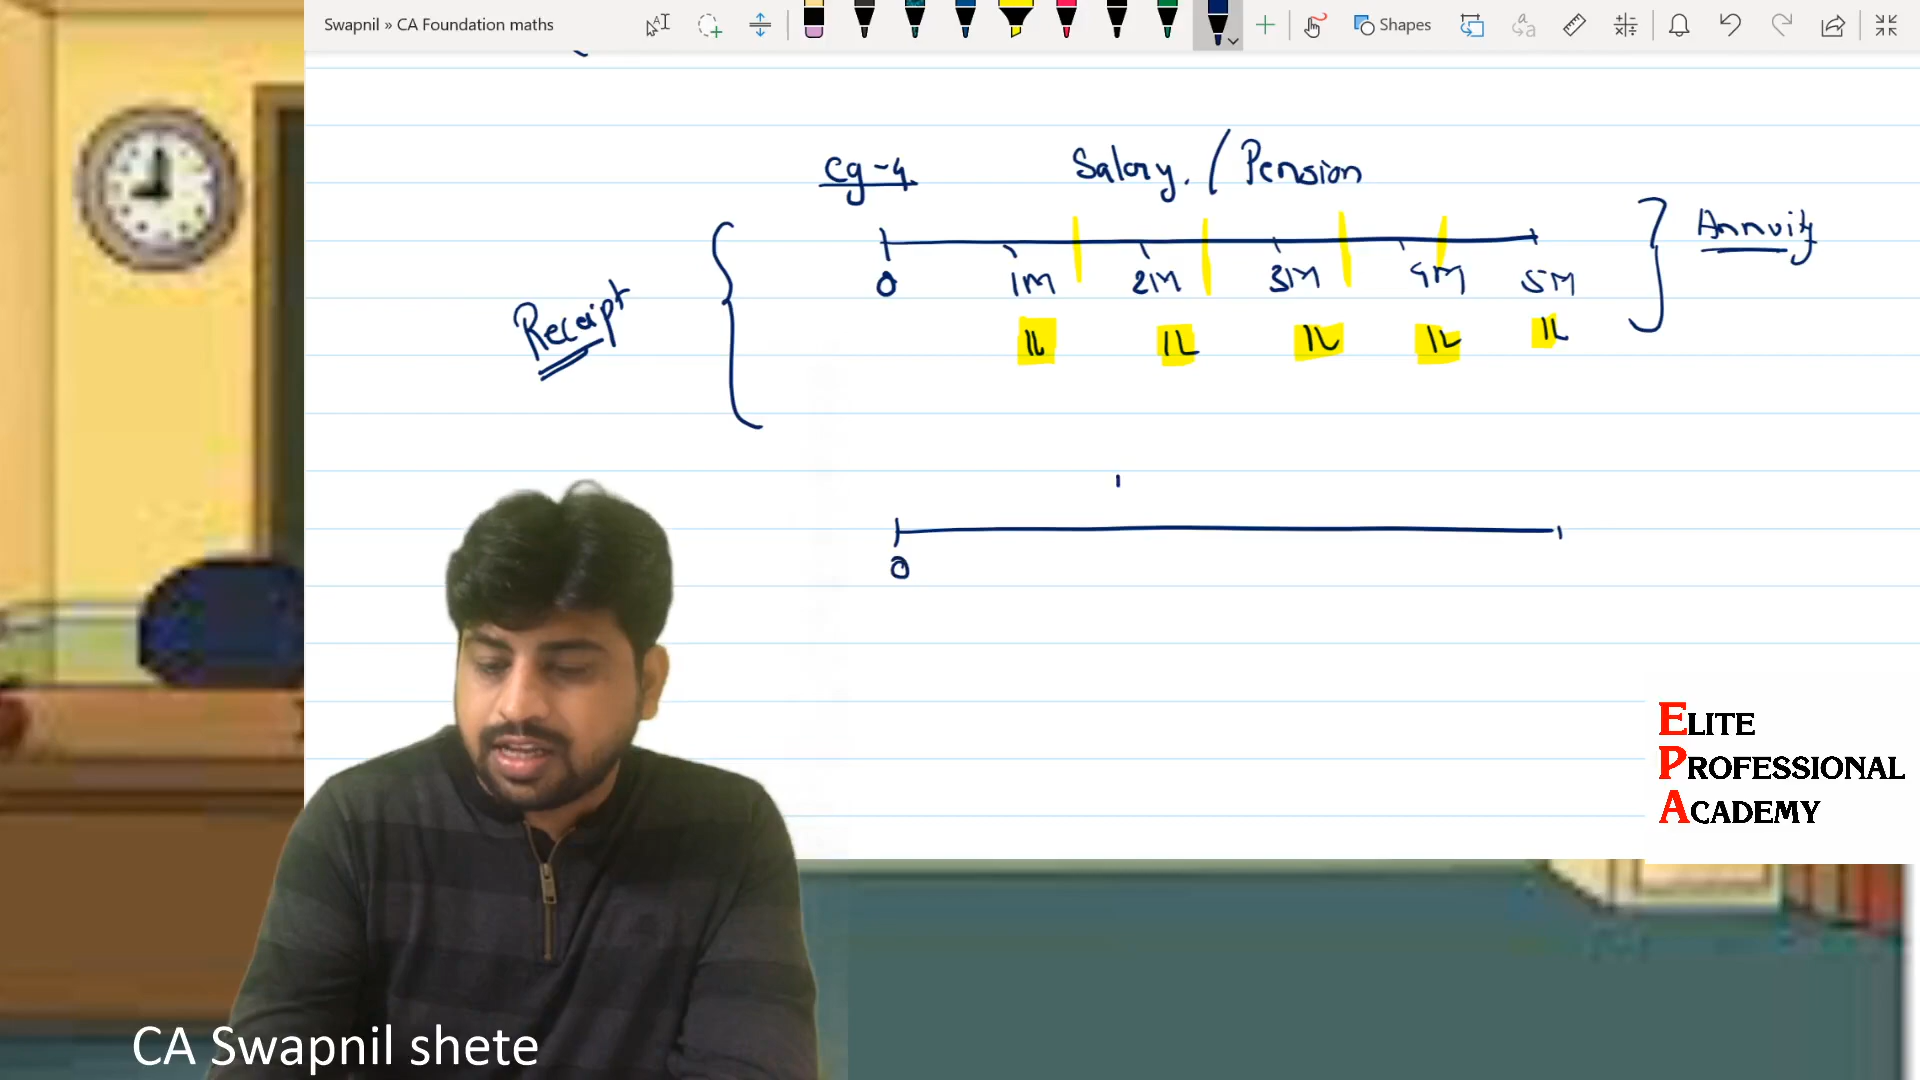 Swapnil » CA Foundation maths
Shapes
eg-4
Salary. / Pension
Annuity
Receipt
0 1M 2M 3M 4M 5M
1L 1L 1L 1L 1L
0
ELITE
PROFESSIONAL
ACADEMY
CA Swapnil shete